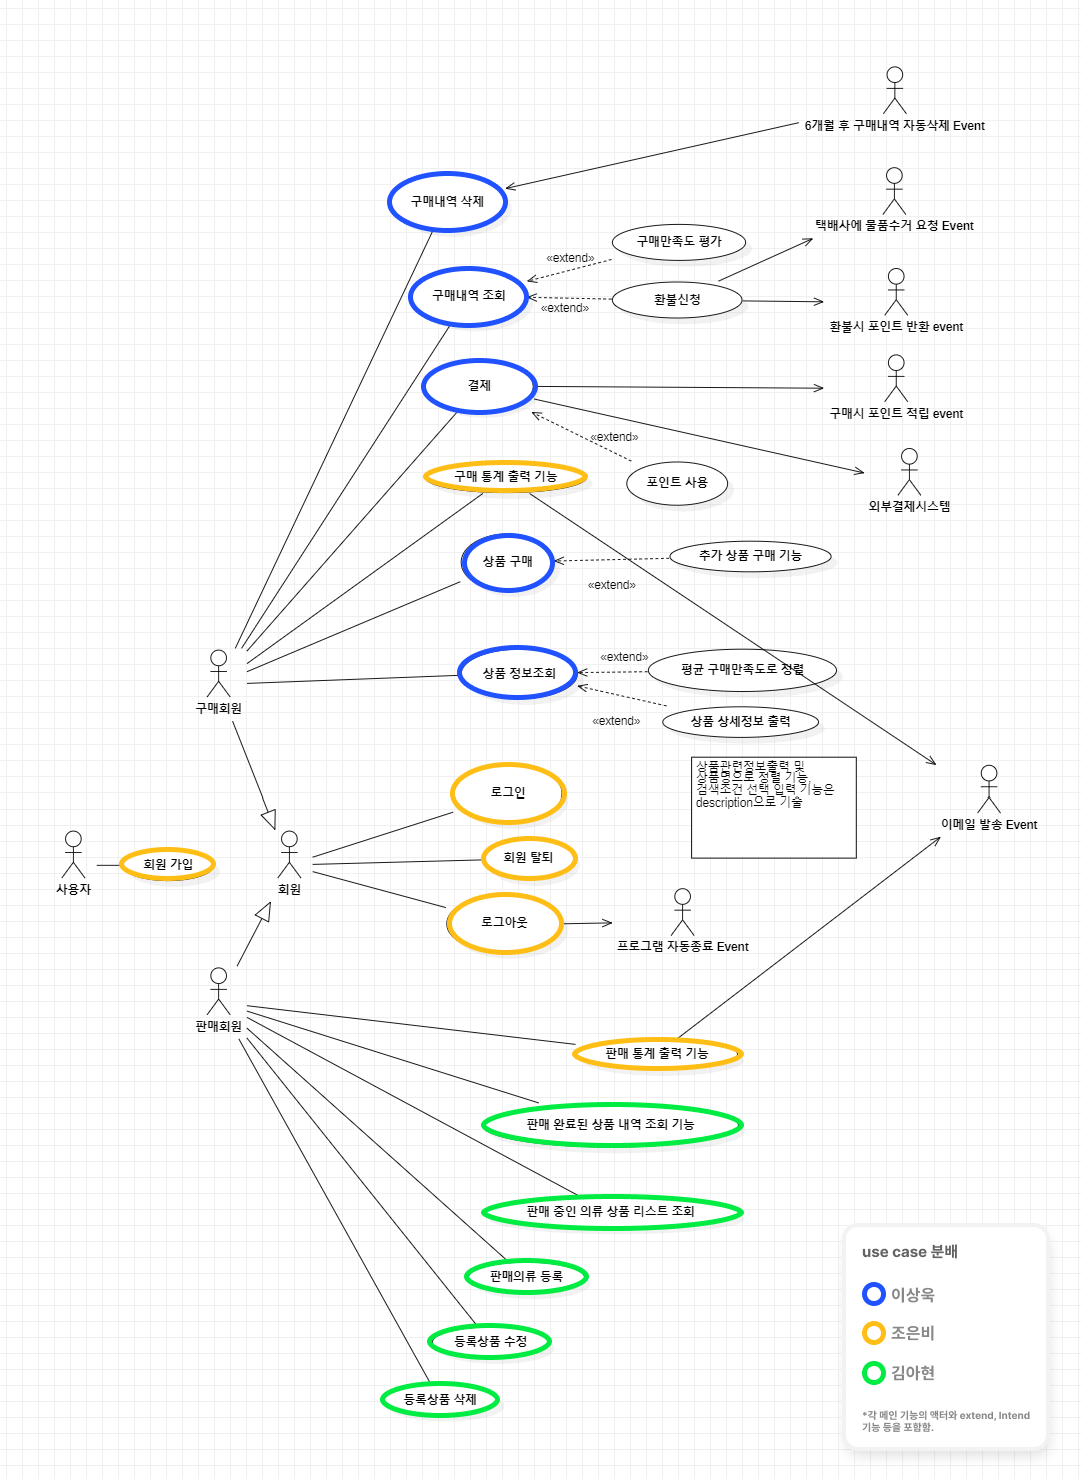 6개월 후 구매내역 자동삭제 Event
구매내역 삭제
택배사에 물품수거 요청 Event
구매만족도 평가
«extend»
구매내역 조회
환불신청
«extend»
환불시 포인트 반환 event
결제
구매시 포인트 적립 event
«extend»
구매 통계 출력 기능
포인트 사용
외부결제시스템
상품 구매
추가 상품 구매 기능
«extend»
«extend»
상품 정보조회
평균 구매만족도로 정렬
구매회원
«extend»
상품 상세정보 출력
상품관련정보출력 및
상품명으로 정렬 기능,
검색조건 선택 입력 기능은
description으로 기술
로그인
이메일 발송 Event
회원 가입
회원 탈퇴
사용자
회원
로그아웃
프로그램 자동종료 Event
판매회원
판매 통계 출력 기능
판매 완료된 상품 내역 조회 기능
판매 중인 의류 상품 리스트 조회
판매의류 등록
등록상품 수정
등록상품 삭제
use case 분배
이상욱
조은비
김아현
*각 메인 기능의 액터와 extend, Intend
기능 등을 포함함.